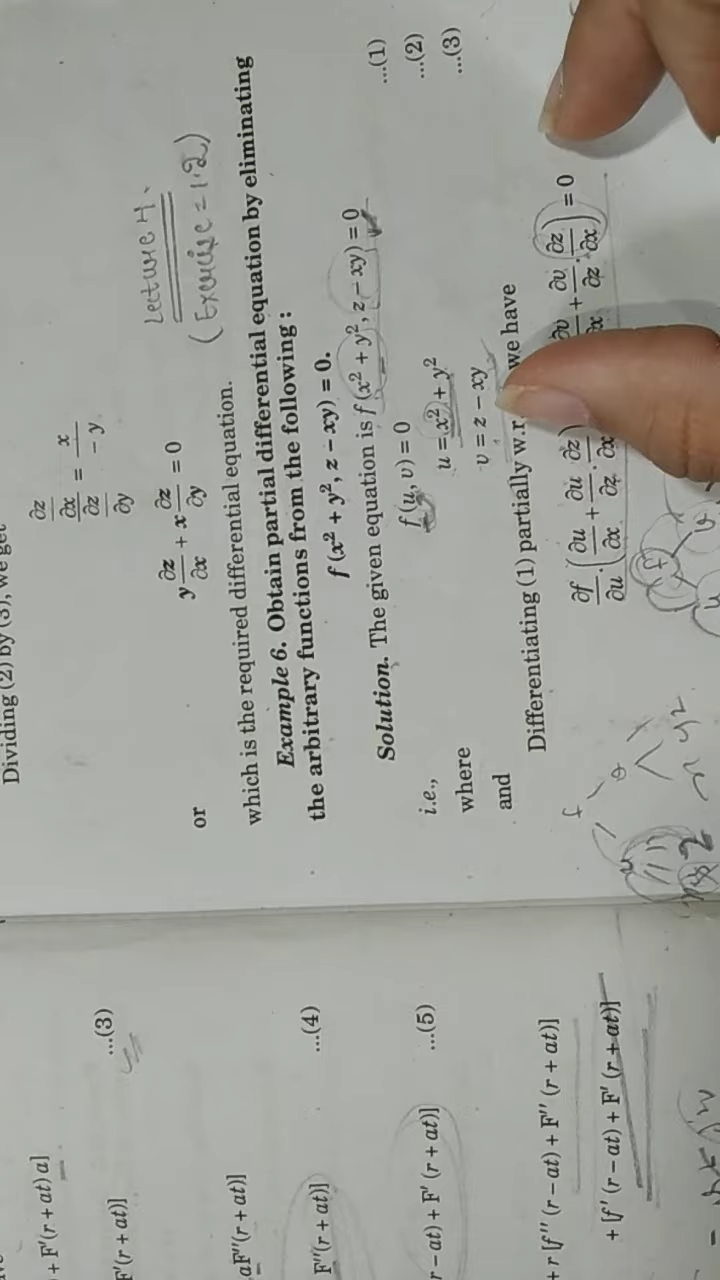 Dividing (2) by (3), we get
∂z/∂x / ∂z/∂y = x / – y
or y ∂z/∂x + x ∂z/∂y = 0
Lecture 4.
(Exercise = 1.2)
which is the required differential equation.
Example 6. Obtain partial differential equation by eliminating
the arbitrary functions from the following :
f (x² + y², z – xy) = 0.
Solution. The given equation is f (x² + y², z – xy) = 0 ...(1)
i.e., f (u, v) = 0 ...(2)
where u = x² + y² ...(3)
and v = z – xy
Differentiating (1) partially w.r. we have
∂f/∂u (∂u/∂x + ∂u/∂z . ∂z/∂x) + ∂v/∂z . ∂z/∂x) = 0
+ F′(r + at) a]
F′(r + at)] ...(3)
aF″(r + at)]
F″(r + at)] ...(4)
r – at) + F′ (r + at)] ...(5)
+ r [f″ (r – at) + F″ (r + at)]
+ [f′ (r – at) + F′ (r + at)]